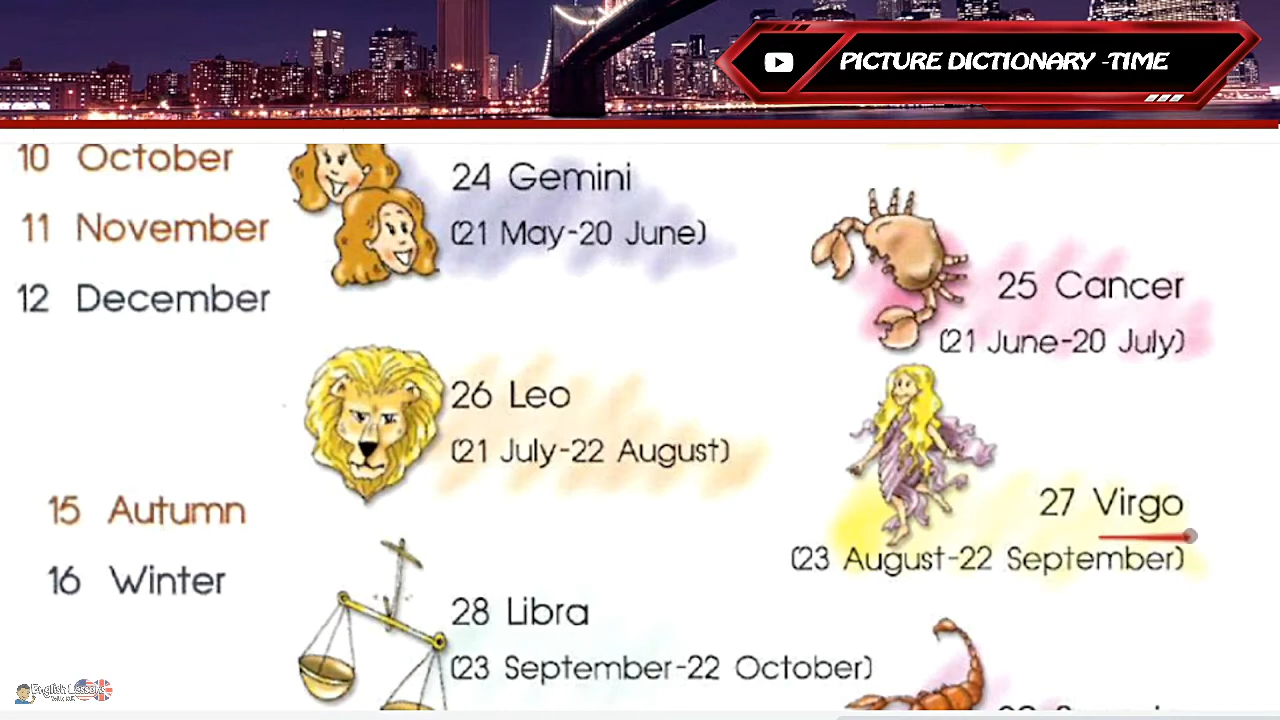 PICTURE DICTIONARY -TIME
10 October
11 November
12 December
15 Autumn
16 Winter
24 Gemini
(21 May-20 June)
25 Cancer
(21 June-20 July)
26 Leo
(21 July-22 August)
27 Virgo
(23 August-22 September)
28 Libra
(23 September-22 October)
English Lessons